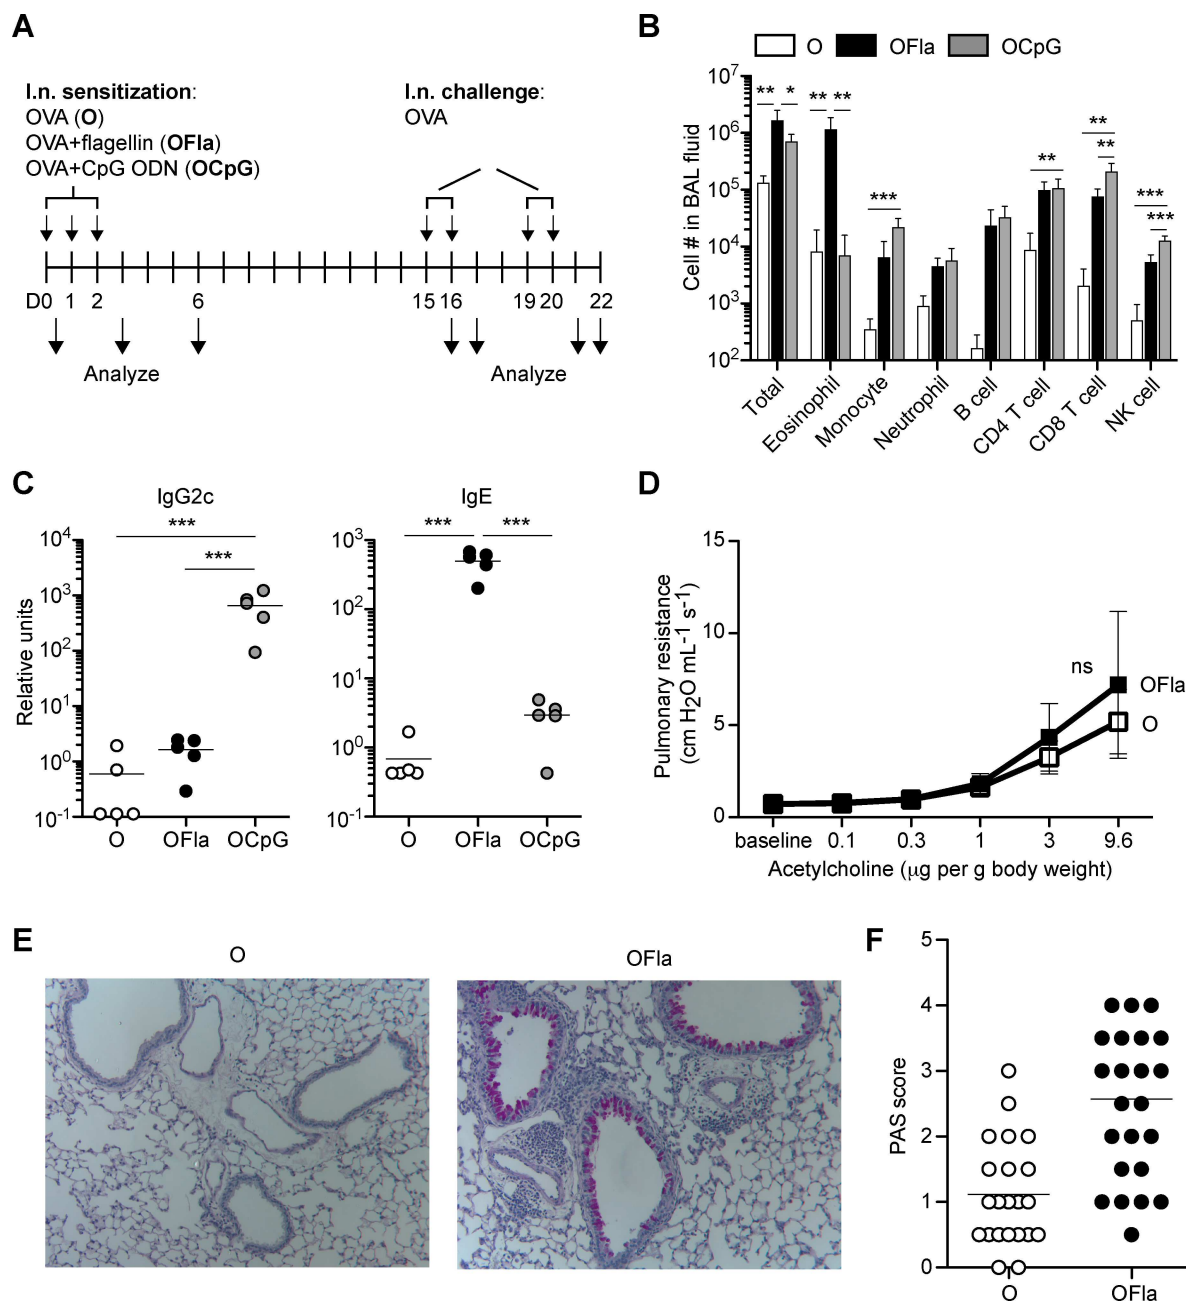 A
I.n. sensitization:
OVA (O)
OVA+flagellin (OFla)
OVA+CpG ODN (OCpG)
I.n. challenge:
OVA
D0 1 2 6 15 16 19 20 22
Analyze Analyze
B
O OFla OCpG
Cell # in BAL fluid
10⁷
10⁶
10⁵
10⁴
10³
10²
** * ** ** *** ** ** ** *** ***
Total Eosinophil Monocyte Neutrophil B cell CD4 T cell CD8 T cell NK cell
C
IgG2c
Relative units
10⁴
10³
10²
10¹
10⁰
10⁻¹
***
***
O OFla OCpG
IgE
10³
10²
10¹
10⁰
10⁻¹
*** ***
O OFla OCpG
D
Pulmonary resistance
(cm H₂O mL⁻¹ s⁻¹)
15
10
5
0
ns
OFla
O
baseline 0.1 0.3 1 3 9.6
Acetylcholine (µg per g body weight)
E
O OFla
F
PAS score
5
4
3
2
1
0
O OFla